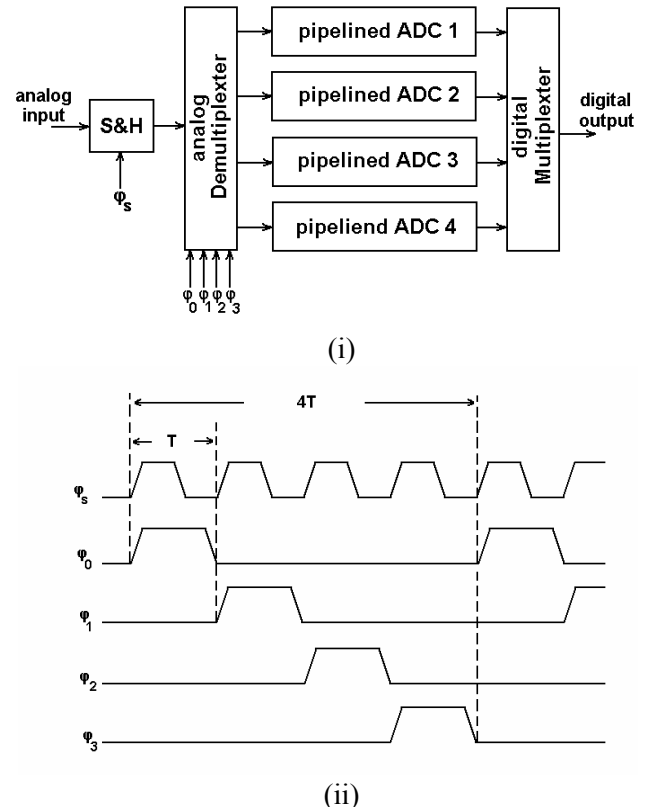 pipelined ADC 1
pipelined ADC 2
pipelined ADC 3
pipeliend ADC 4
analog input
S&H
φs
analog Demultiplexter
φ0 φ1 φ2 φ3
digital Multiplexter
digital output
(i)
4T
T
φs
φ0
φ1
φ2
φ3
(ii)